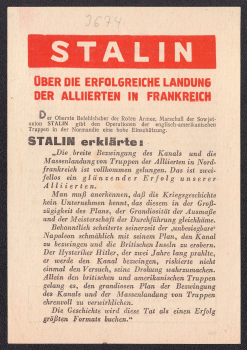 3674
STALIN
ÜBER DIE ERFOLGREICHE LANDUNG
DER ALLIIERTEN IN FRANKREICH
Der Oberste Befehlshaber der Roten Armee, Marschall der Sowjet-
union STALIN gibt den Operationen der englisch-amerikanischen
Truppen in der Normandie eine hohe Einschätzung.
STALIN erklärte:
„Die breite Bezwingung des Kanals und die
Massenlandung von Truppen der Alliierten in Nord-
frankreich ist vollkommen gelungen. Das ist zweifel-
los ein glänzender Erfolg unserer
Alliierten.
Man muß anerkennen, daß die Kriegsgeschichte
kein Unternehmen kennt, das diesem in der Groß-
zügigkeit des Plans, der Grandiosität der Ausmaße
und der Meisterschaft der Durchführung gleichkäme.
Bekanntlich scheiterte seinerzeit der „unbesiegbare“
Napoleon schmählich mit seinem Plan, den Kanal
zu bezwingen und die Britischen Inseln zu erobern.
Der Hysteriker Hitler, der zwei Jahre lang prahlte,
er werde den Kanal bezwingen, riskierte nicht
einmal den Versuch, seine Drohung wahrzumachen.
Allein den britischen und amerikanischen Truppen
gelang es, den grandiosen Plan der Bezwingung
des Kanals und der Massenlandung von Truppen
ehrenvoll zu verwirklichen.
Die Geschichte wird diese Tat als einen Erfolg
größten Formats buchen.“